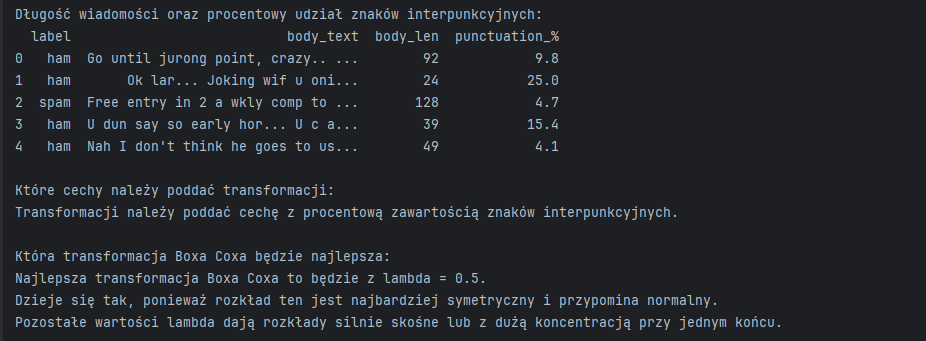 Długość wiadomości oraz procentowy udział znaków interpunkcyjnych:
label body_text body_len punctuation_%
0 ham Go until jurong point, crazy.. ... 92 9.8
1 ham Ok lar... Joking wif u oni... 24 25.0
2 spam Free entry in 2 a wkly comp to ... 128 4.7
3 ham U dun say so early hor... U c a... 39 15.4
4 ham Nah I don't think he goes to us... 49 4.1
Które cechy należy poddać transformacji:
Transformacji należy poddać cechę z procentową zawartością znaków interpunkcyjnych.
Która transformacja Boxa Coxa będzie najlepsza:
Najlepsza transformacja Boxa Coxa to będzie z lambda = 0.5.
Dzieje się tak, ponieważ rozkład ten jest najbardziej symetryczny i przypomina normalny.
Pozostałe wartości lambda dają rozkłady silnie skośne lub z dużą koncentracją przy jednym końcu.